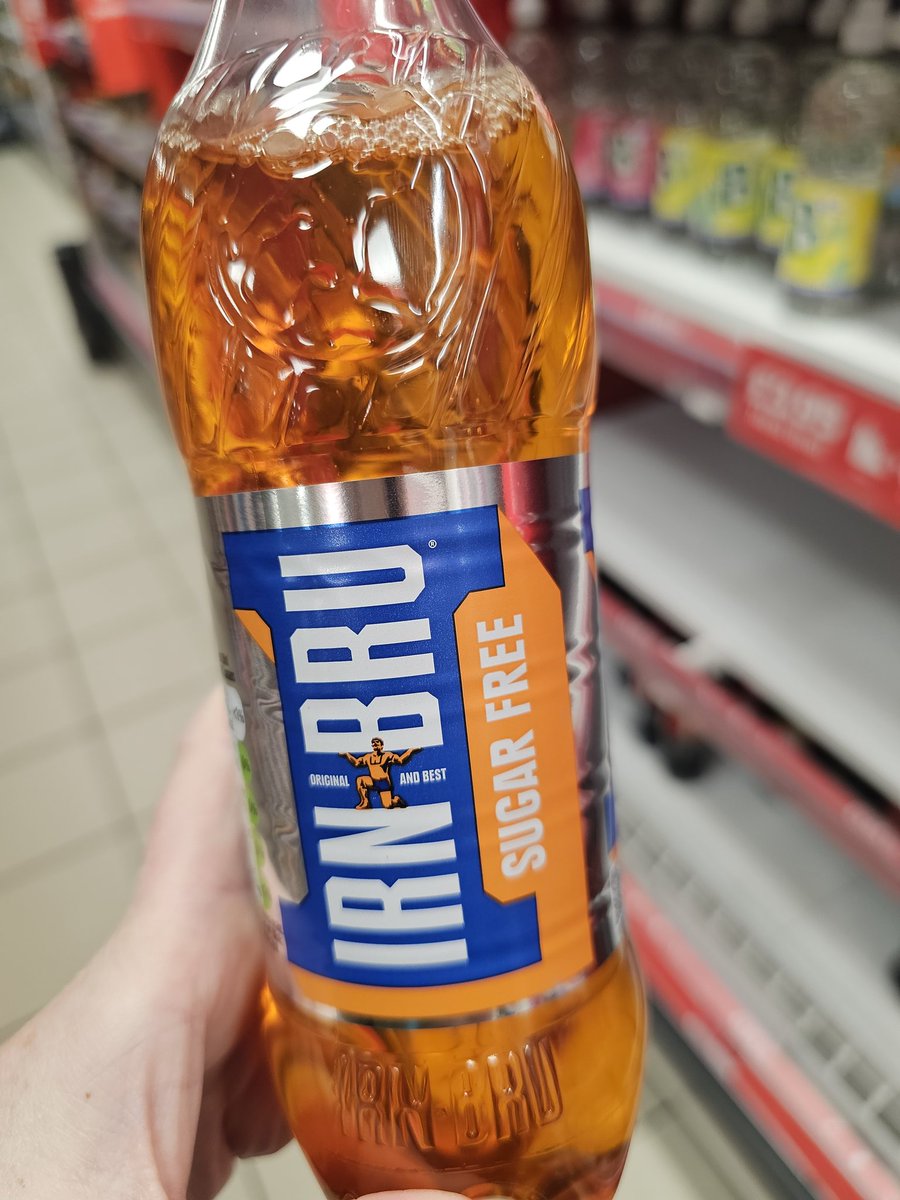 IRN BRU®
ORIGINAL AND BEST
SUGAR FREE
IRN-BRU